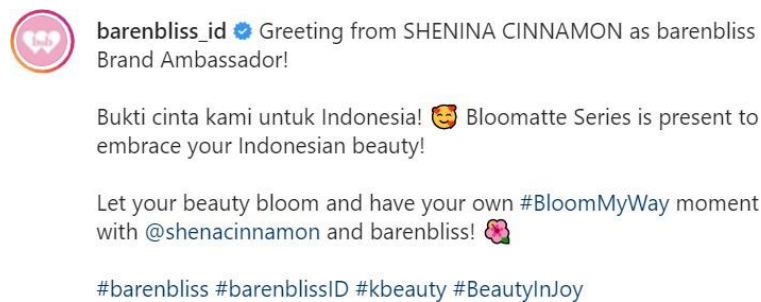 barenbliss_id Greeting from SHENINA CINNAMON as barenbliss
Brand Ambassador!
Bukti cinta kami untuk Indonesia! 🥰 Bloomatte Series is present to
embrace your Indonesian beauty!
Let your beauty bloom and have your own #BloomMyWay moment
with @shenacinnamon and barenbliss! 🌺
#barenbliss #barenblissID #kbeauty #BeautyInJoy